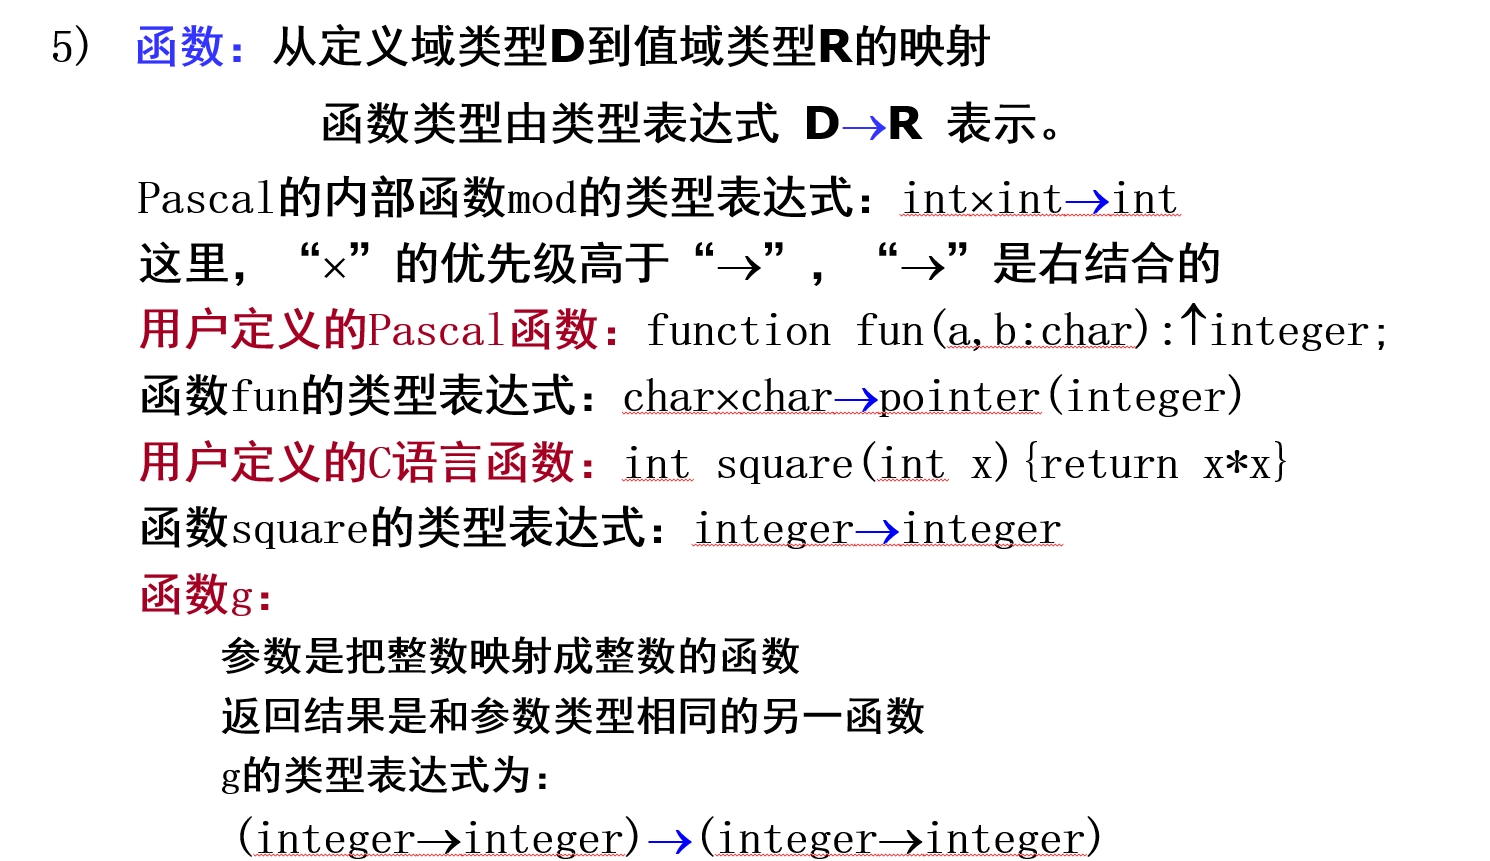 5) 函数：从定义域类型D到值域类型R的映射
函数类型由类型表达式 D→R 表示。
Pascal的内部函数mod的类型表达式：int×int→int
这里，“×”的优先级高于“→”，“→”是右结合的
用户定义的Pascal函数：function fun(a,b:char):↑integer;
函数fun的类型表达式：char×char→pointer(integer)
用户定义的C语言函数：int square(int x){return x*x}
函数square的类型表达式：integer→integer
函数g：
参数是把整数映射成整数的函数
返回结果是和参数类型相同的另一函数
g的类型表达式为：
(integer→integer)→(integer→integer)